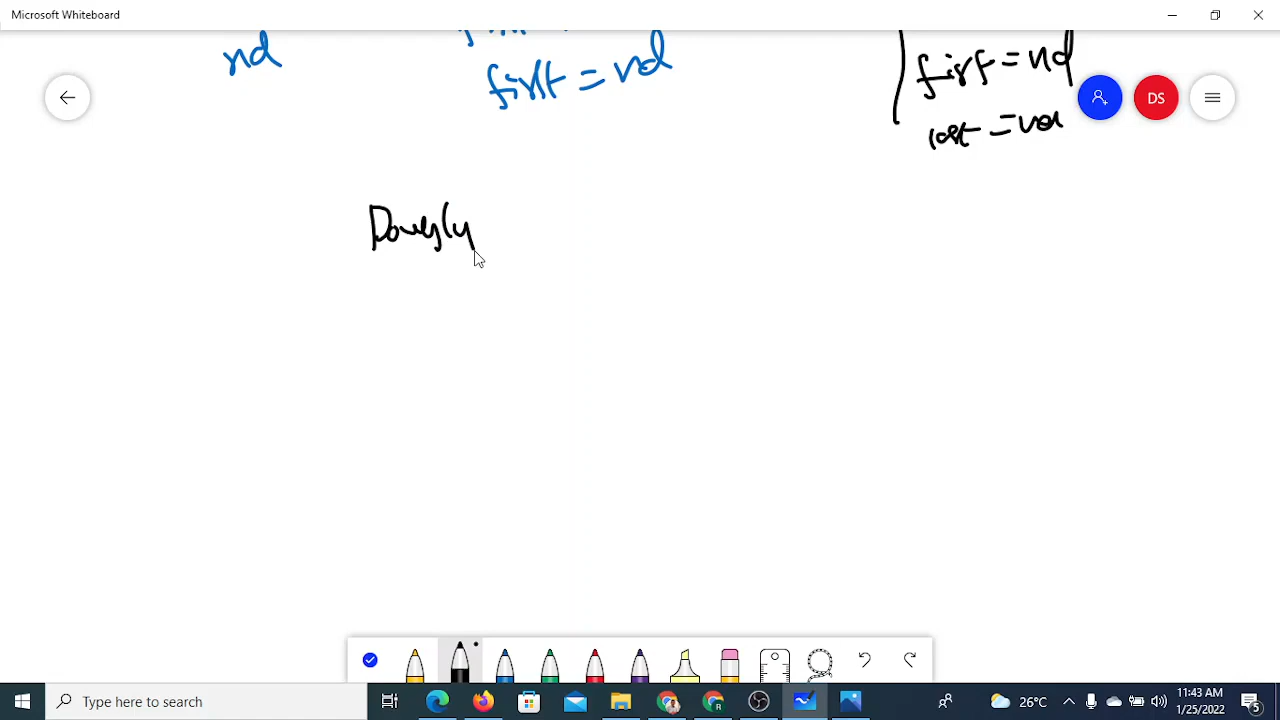 Microsoft Whiteboard
nd
first = nd
first = nd
last = nd
DS
Type here to search
26°C
11:43 AM
1/25/2022
5